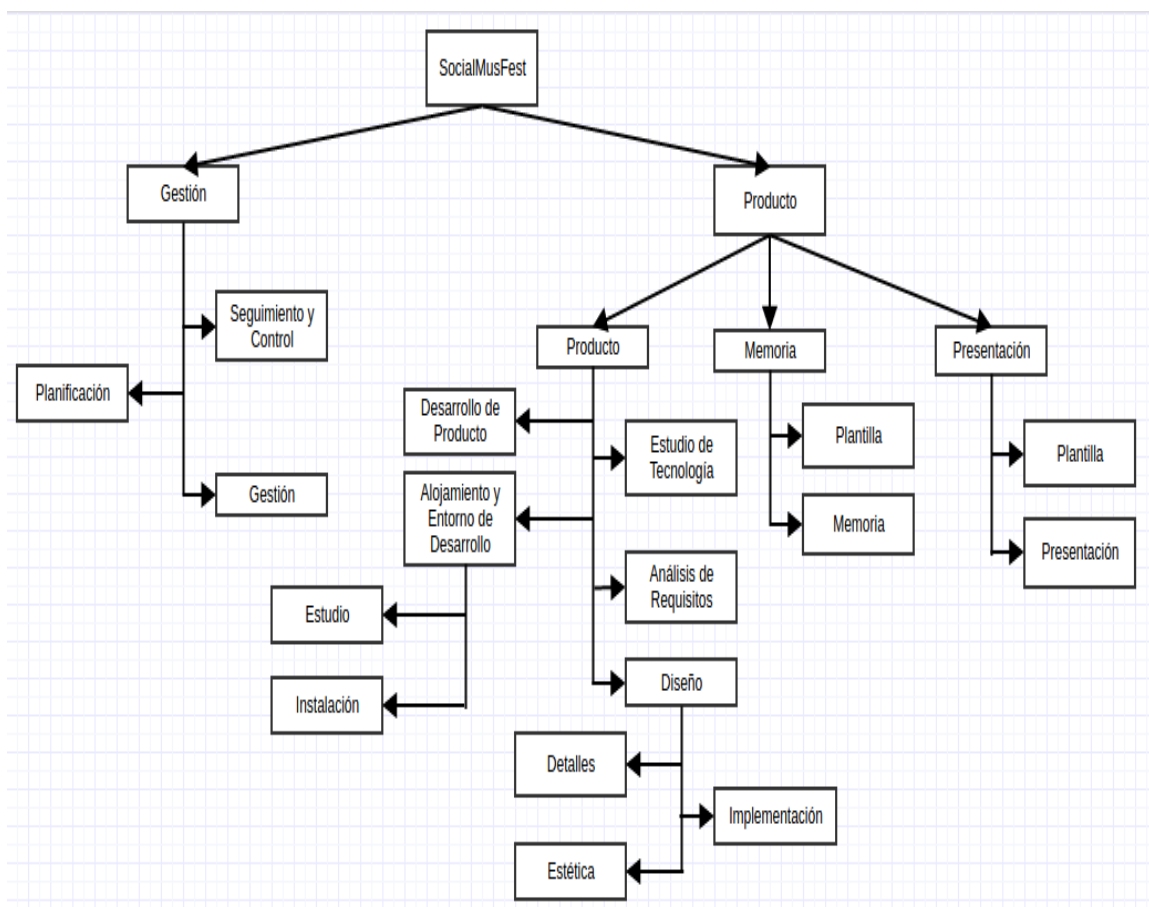 SocialMusFest
Gestión
Producto
Seguimiento y
Control
Planificación
Gestión
Producto
Memoria
Presentación
Desarrollo de
Producto
Estudio de
Tecnología
Plantilla
Plantilla
Alojamiento y
Entorno de
Desarrollo
Memoria
Presentación
Análisis de
Requisitos
Estudio
Instalación
Diseño
Detalles
Implementación
Estética